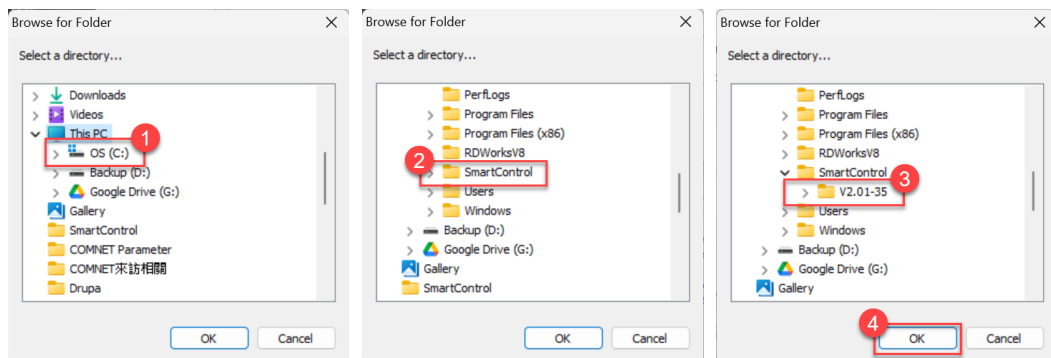 Browse for Folder
Select a directory...
Downloads
Videos
This PC
1
OS (C:)
Backup (D:)
Google Drive (G:)
Gallery
SmartControl
COMNET Parameter
COMNET來訪相關
Drupa
OK
Cancel
Browse for Folder
Select a directory...
PerfLogs
Program Files
Program Files (x86)
RDWorksV8
2
SmartControl
Users
Windows
Backup (D:)
Google Drive (G:)
Gallery
SmartControl
OK
Cancel
Browse for Folder
Select a directory...
PerfLogs
Program Files
Program Files (x86)
RDWorksV8
SmartControl
3
V2.01-35
Users
Windows
Backup (D:)
Google Drive (G:)
Gallery
4
OK
Cancel